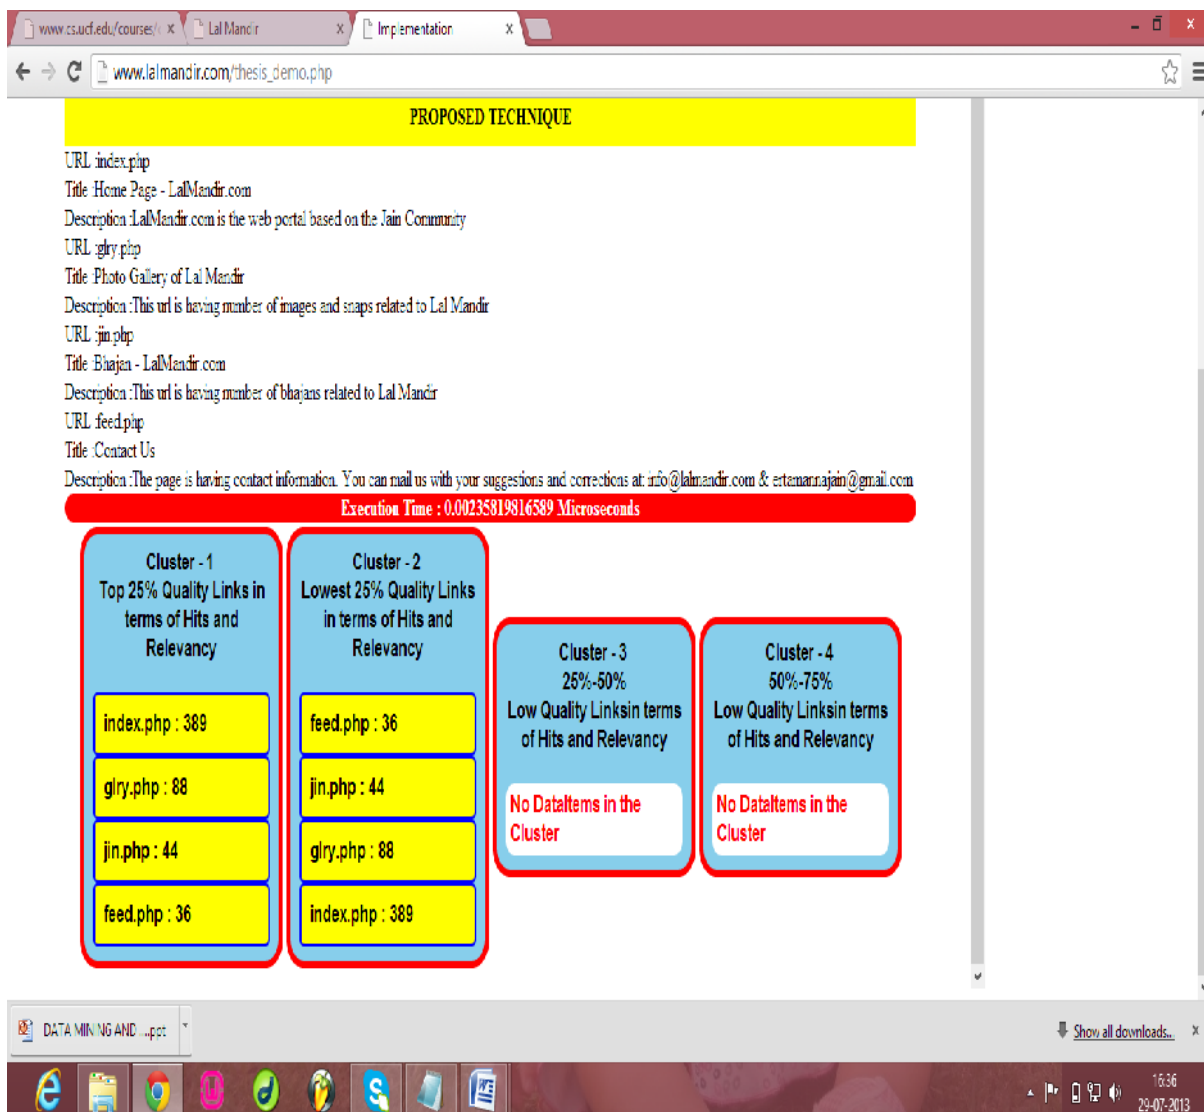 www.cs.ucf.edu/courses/c
Lal Mandir
Implementation
www.lalmandir.com/thesis_demo.php
PROPOSED TECHNIQUE
URL :index.php
Title :Home Page - LalMandir.com
Description :LalMandir.com is the web portal based on the Jain Community
URL :glry.php
Title :Photo Gallery of Lal Mandir
Description :This url is having number of images and snaps related to Lal Mandir
URL :jin.php
Title :Bhajan - LalMandir.com
Description :This url is having number of bhajans related to Lal Mandir
URL :feed.php
Title :Contact Us
Description :The page is having contact information. You can mail us with your suggestions and corrections at: info@lalmandir.com & ertamannajain@gmail.com
Execution Time : 0.00235819816589 Microseconds
Cluster - 1
Top 25% Quality Links in
terms of Hits and
Relevancy
index.php : 389
glry.php : 88
jin.php : 44
feed.php : 36
Cluster - 2
Lowest 25% Quality Links
in terms of Hits and
Relevancy
feed.php : 36
jin.php : 44
glry.php : 88
index.php : 389
Cluster - 3
25%-50%
Low Quality Linksin terms
of Hits and Relevancy
No DataItems in the
Cluster
Cluster - 4
50%-75%
Low Quality Linksin terms
of Hits and Relevancy
No DataItems in the
Cluster
DATA MINING AND ....ppt
Show all downloads...
16:36
29-07-2013